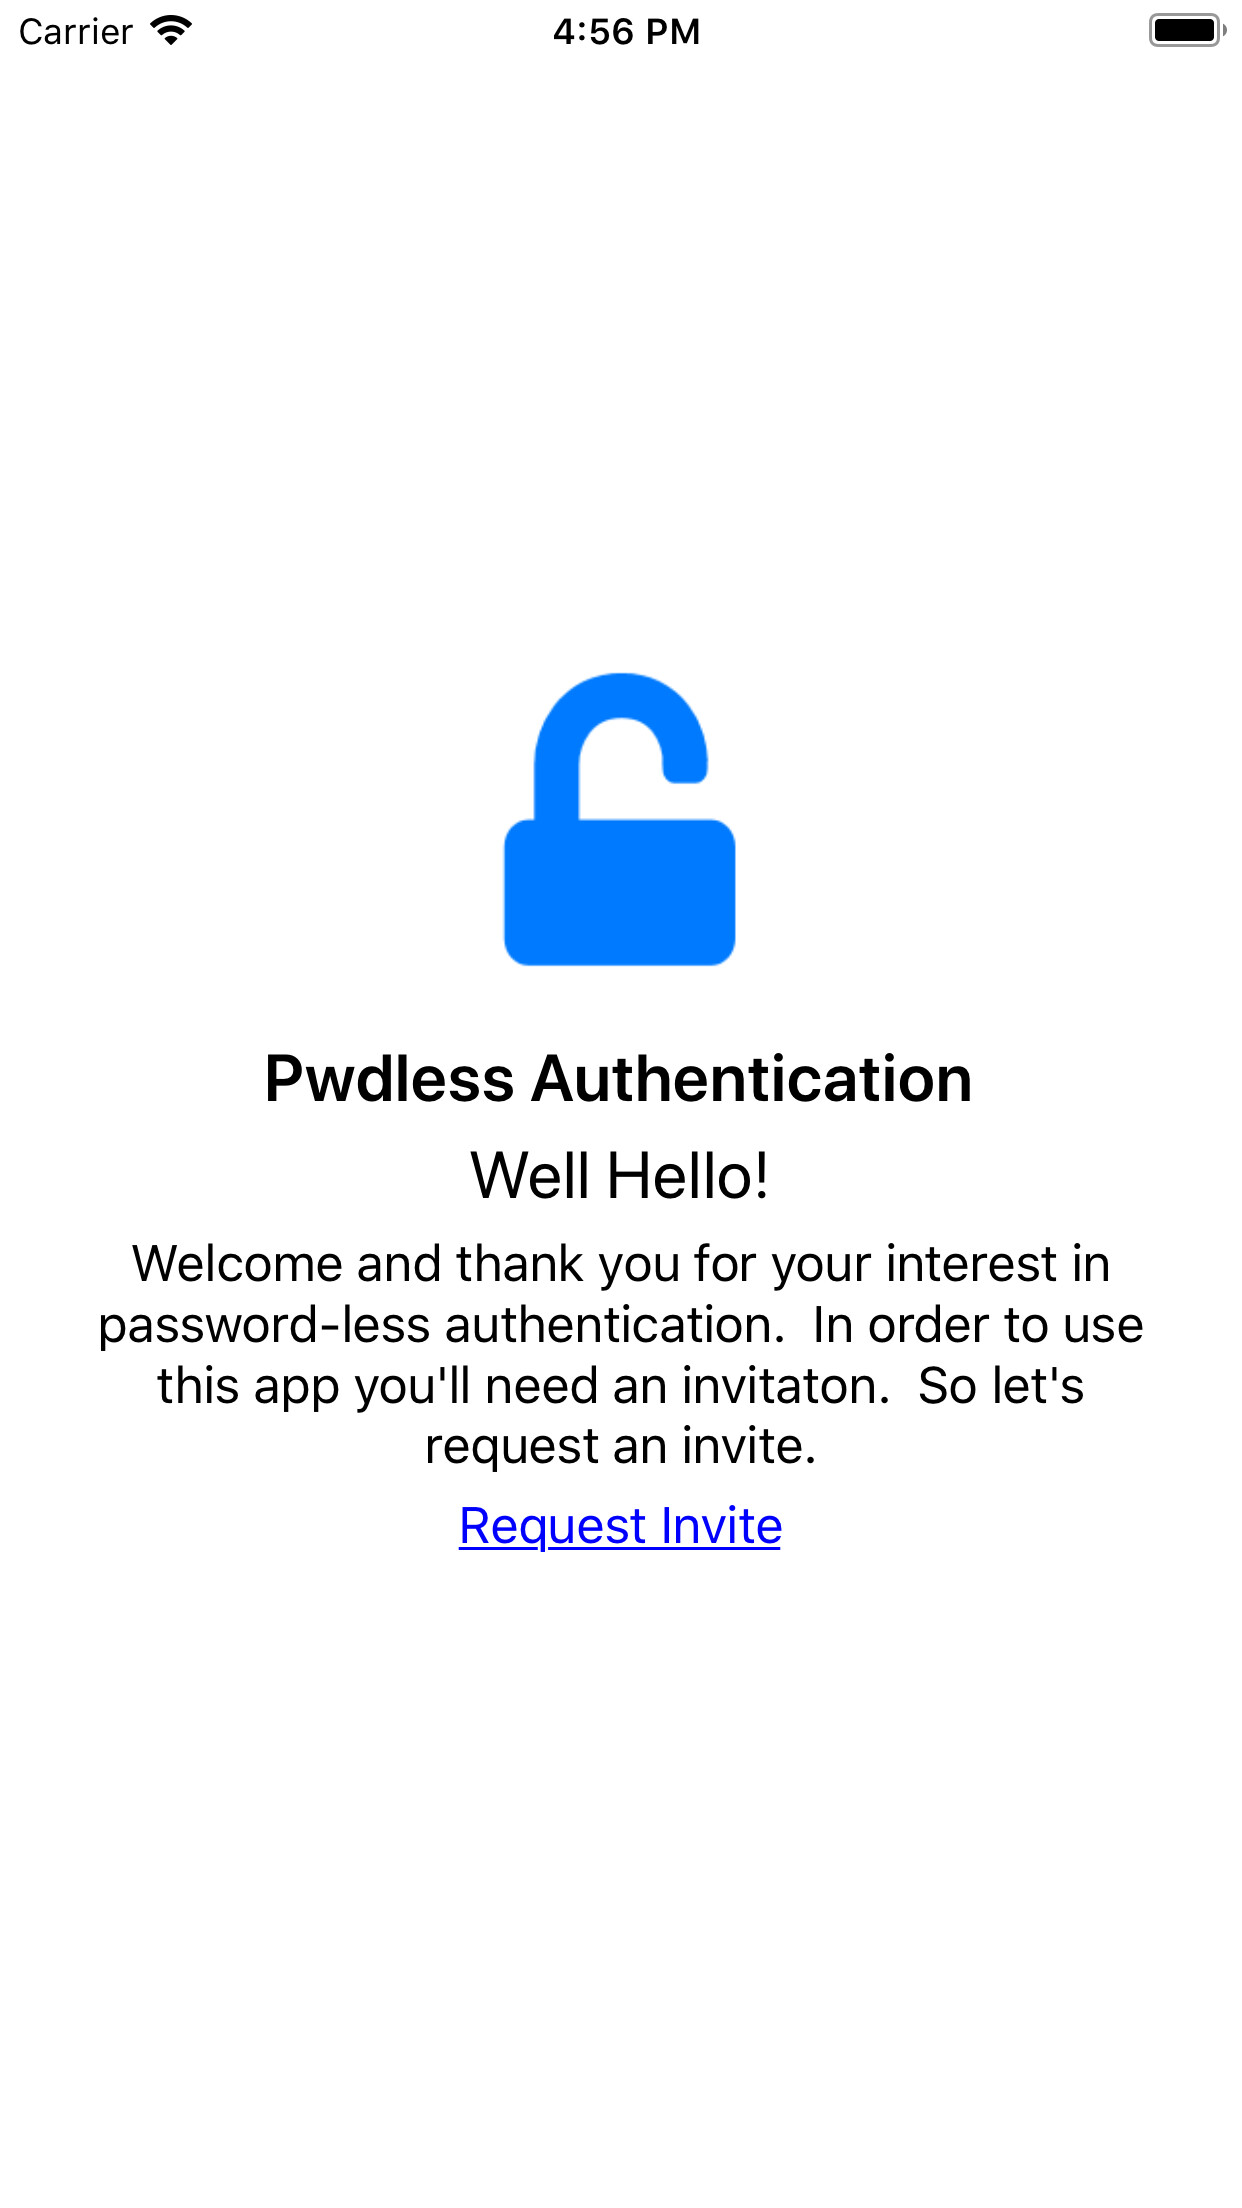 Carrier 4:56 PM
Pwdless Authentication
Well Hello!
Welcome and thank you for your interest in
password-less authentication.  In order to use
this app you'll need an invitaton.  So let's
request an invite.
Request Invite